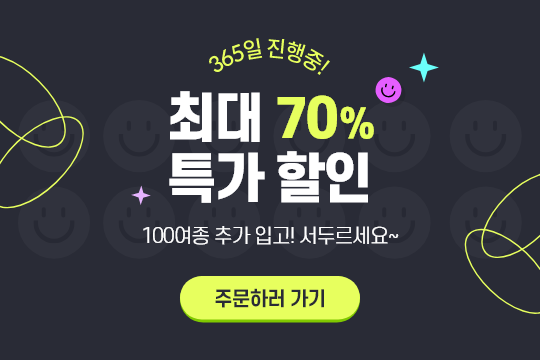 365일 진행중!
최대 70%
특가 할인
100여종 추가 입고! 서두르세요~
주문하러 가기